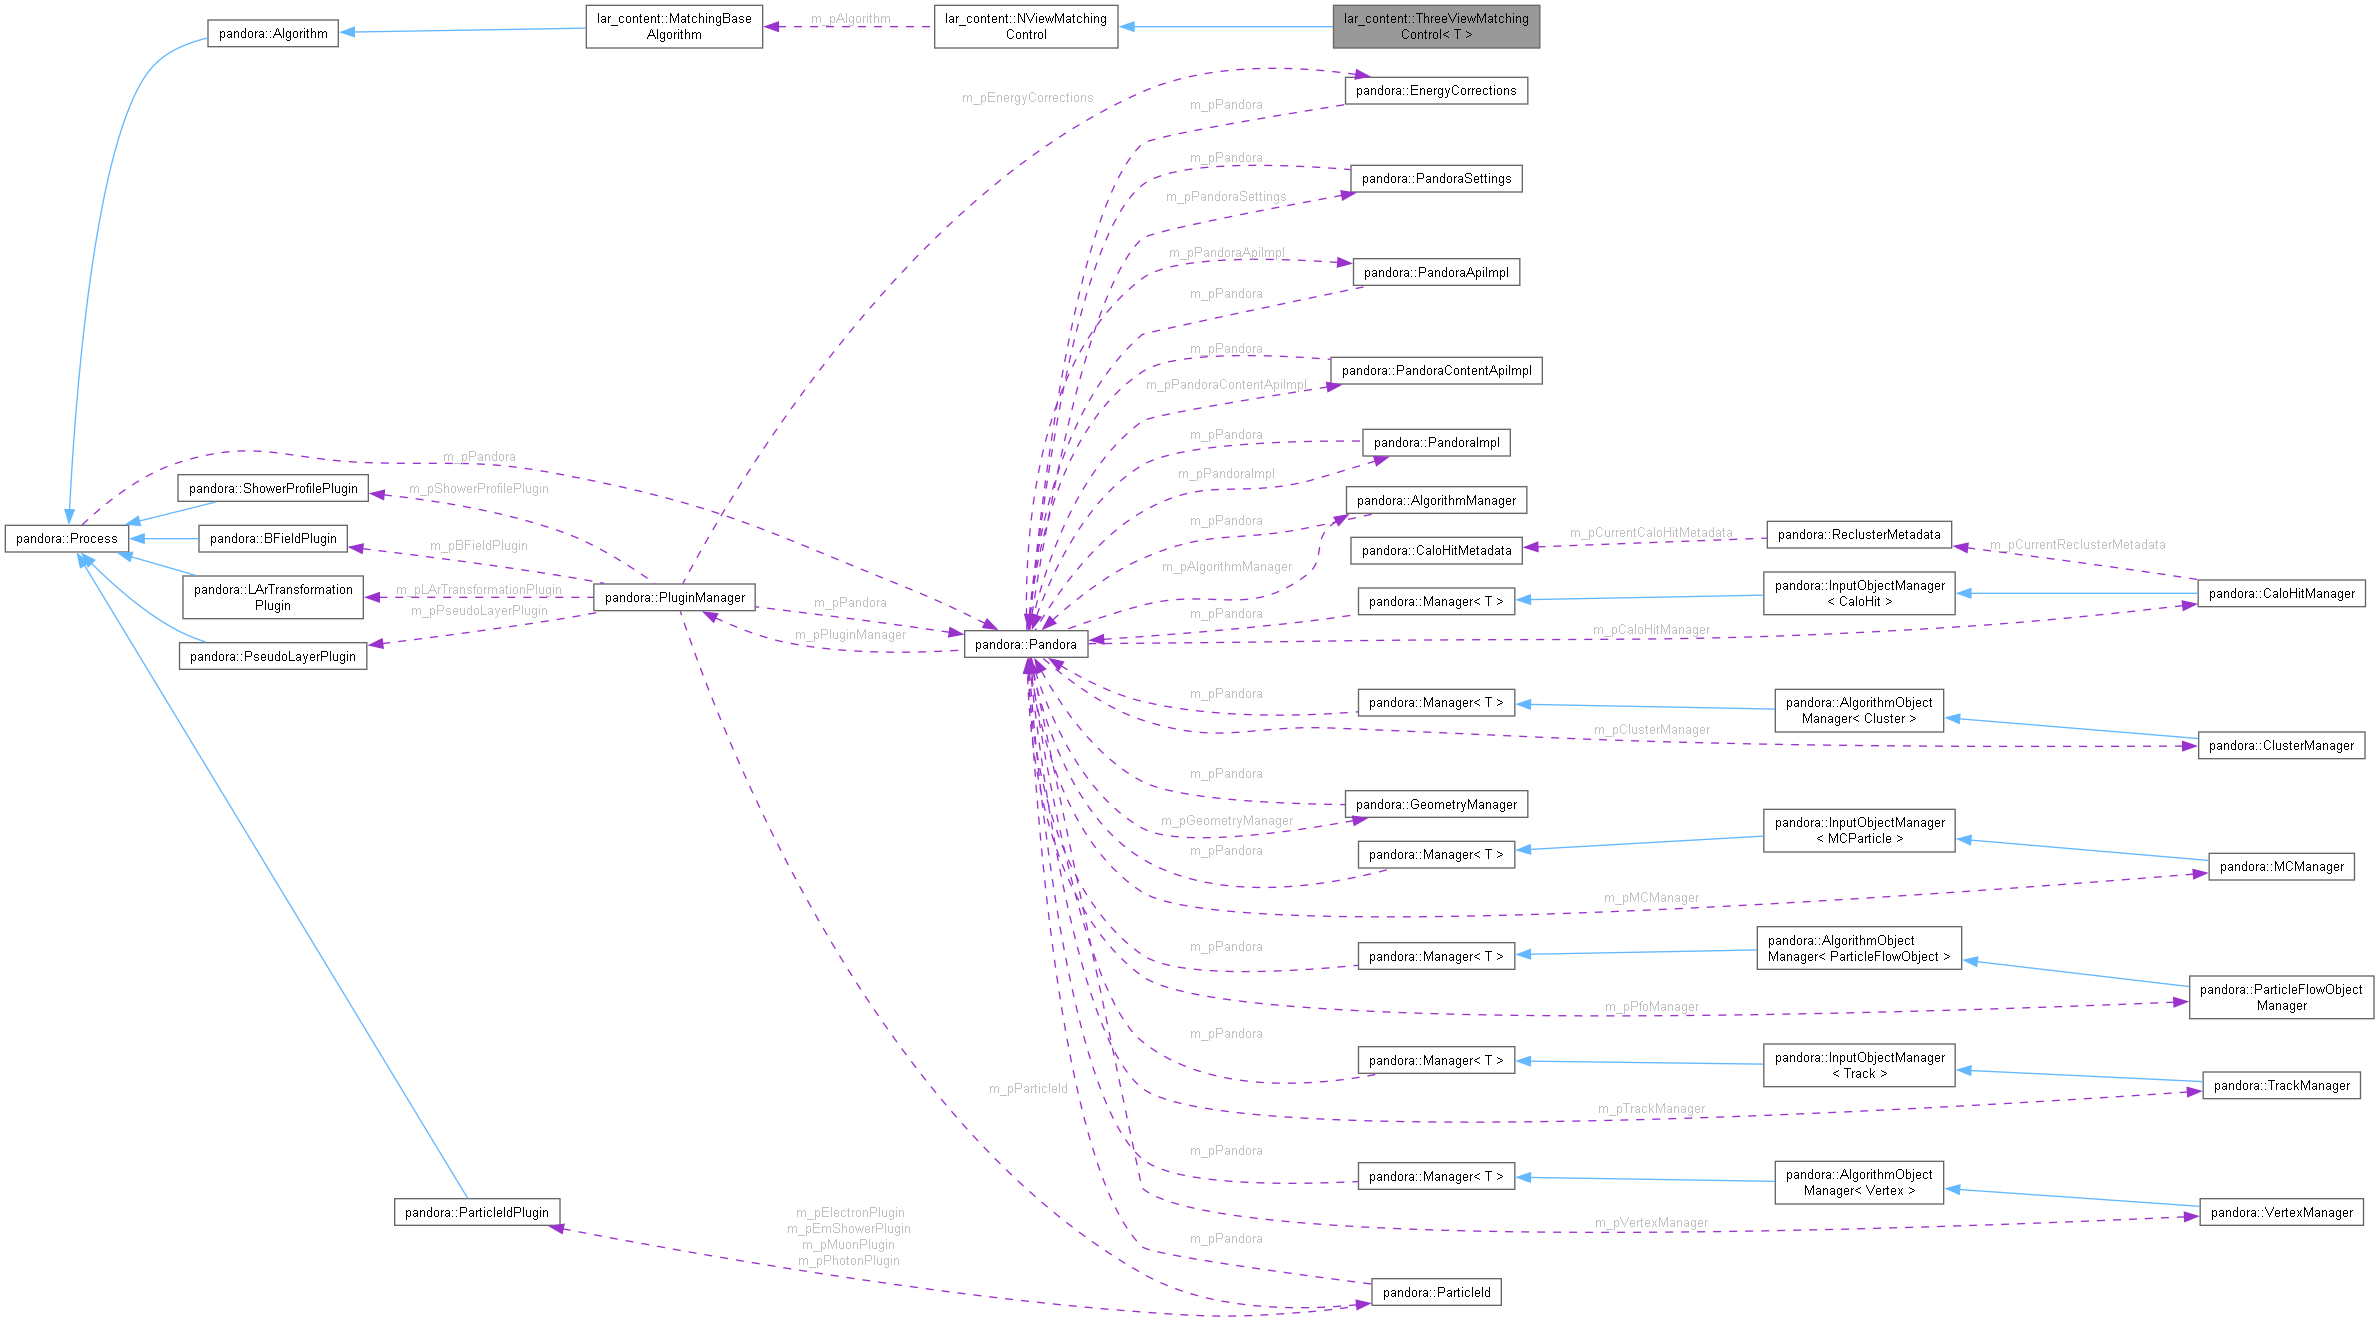 lar_content::MatchingBase
Algorithm
m_pAlgorithm
lar_content::NViewMatching
Control
lar_content::ThreeViewMatching
Control< T >
pandora::Algorithm
m_pEnergyCorrections
pandora::EnergyCorrections
m_pPandora
m_pPandora
pandora::PandoraSettings
m_pPandoraSettings
m_pPandoraApiImpl
pandora::PandoraApiImpl
m_pPandora
m_pPandora
pandora::PandoraContentApiImpl
m_pPandoraContentApiImpl
m_pPandora
pandora::PandoraImpl
m_pPandora
m_pPandoraImpl
pandora::ShowerProfilePlugin
m_pShowerProfilePlugin
pandora::AlgorithmManager
m_pPandora
m_pCurrentCaloHitMetadata
pandora::ReclusterMetadata
pandora::Process
pandora::BFieldPlugin
m_pBFieldPlugin
pandora::CaloHitMetadata
m_pCurrentReclusterMetadata
m_pAlgorithmManager
pandora::LArTransformation
Plugin
m_pLArTransformationPlugin
pandora::PluginManager
m_pPandora
pandora::Manager< T >
pandora::InputObjectManager
< CaloHit >
pandora::CaloHitManager
m_pPseudoLayerPlugin
m_pPandora
m_pPluginManager
m_pCaloHitManager
pandora::PseudoLayerPlugin
pandora::Pandora
m_pPandora
pandora::Manager< T >
pandora::AlgorithmObject
Manager< Cluster >
m_pClusterManager
pandora::ClusterManager
m_pPandora
pandora::GeometryManager
m_pGeometryManager
pandora::InputObjectManager
< MCParticle >
m_pPandora
pandora::Manager< T >
pandora::MCManager
m_pMCManager
m_pPandora
pandora::Manager< T >
pandora::AlgorithmObject
Manager< ParticleFlowObject >
pandora::ParticleFlowObject
Manager
m_pPfoManager
m_pPandora
pandora::Manager< T >
pandora::InputObjectManager
< Track >
m_pParticleId
pandora::TrackManager
m_pTrackManager
m_pPandora
pandora::Manager< T >
pandora::AlgorithmObject
Manager< Vertex >
pandora::ParticleIdPlugin
m_pElectronPlugin
m_pEmShowerPlugin
m_pMuonPlugin
m_pPhotonPlugin
m_pVertexManager
pandora::VertexManager
m_pPandora
pandora::ParticleId